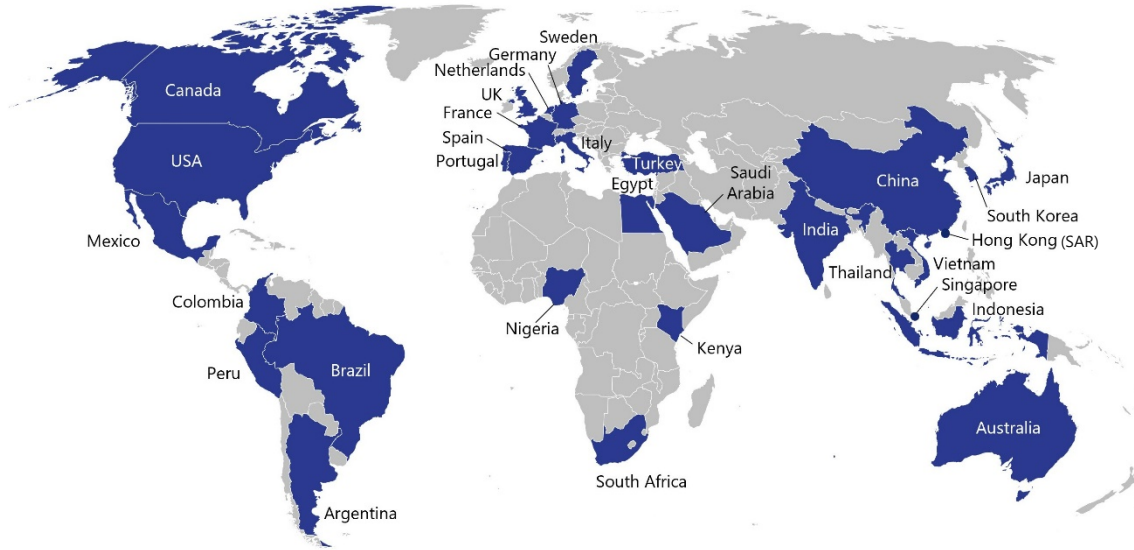 Sweden
Germany
Netherlands
UK
France
Spain
Portugal
Italy
Turkey
Canada
USA
Mexico
Egypt
Saudi
Arabia
China
Japan
South Korea
Hong Kong (SAR)
India
Thailand
Vietnam
Singapore
Indonesia
Colombia
Nigeria
Kenya
Peru
Brazil
Australia
South Africa
Argentina